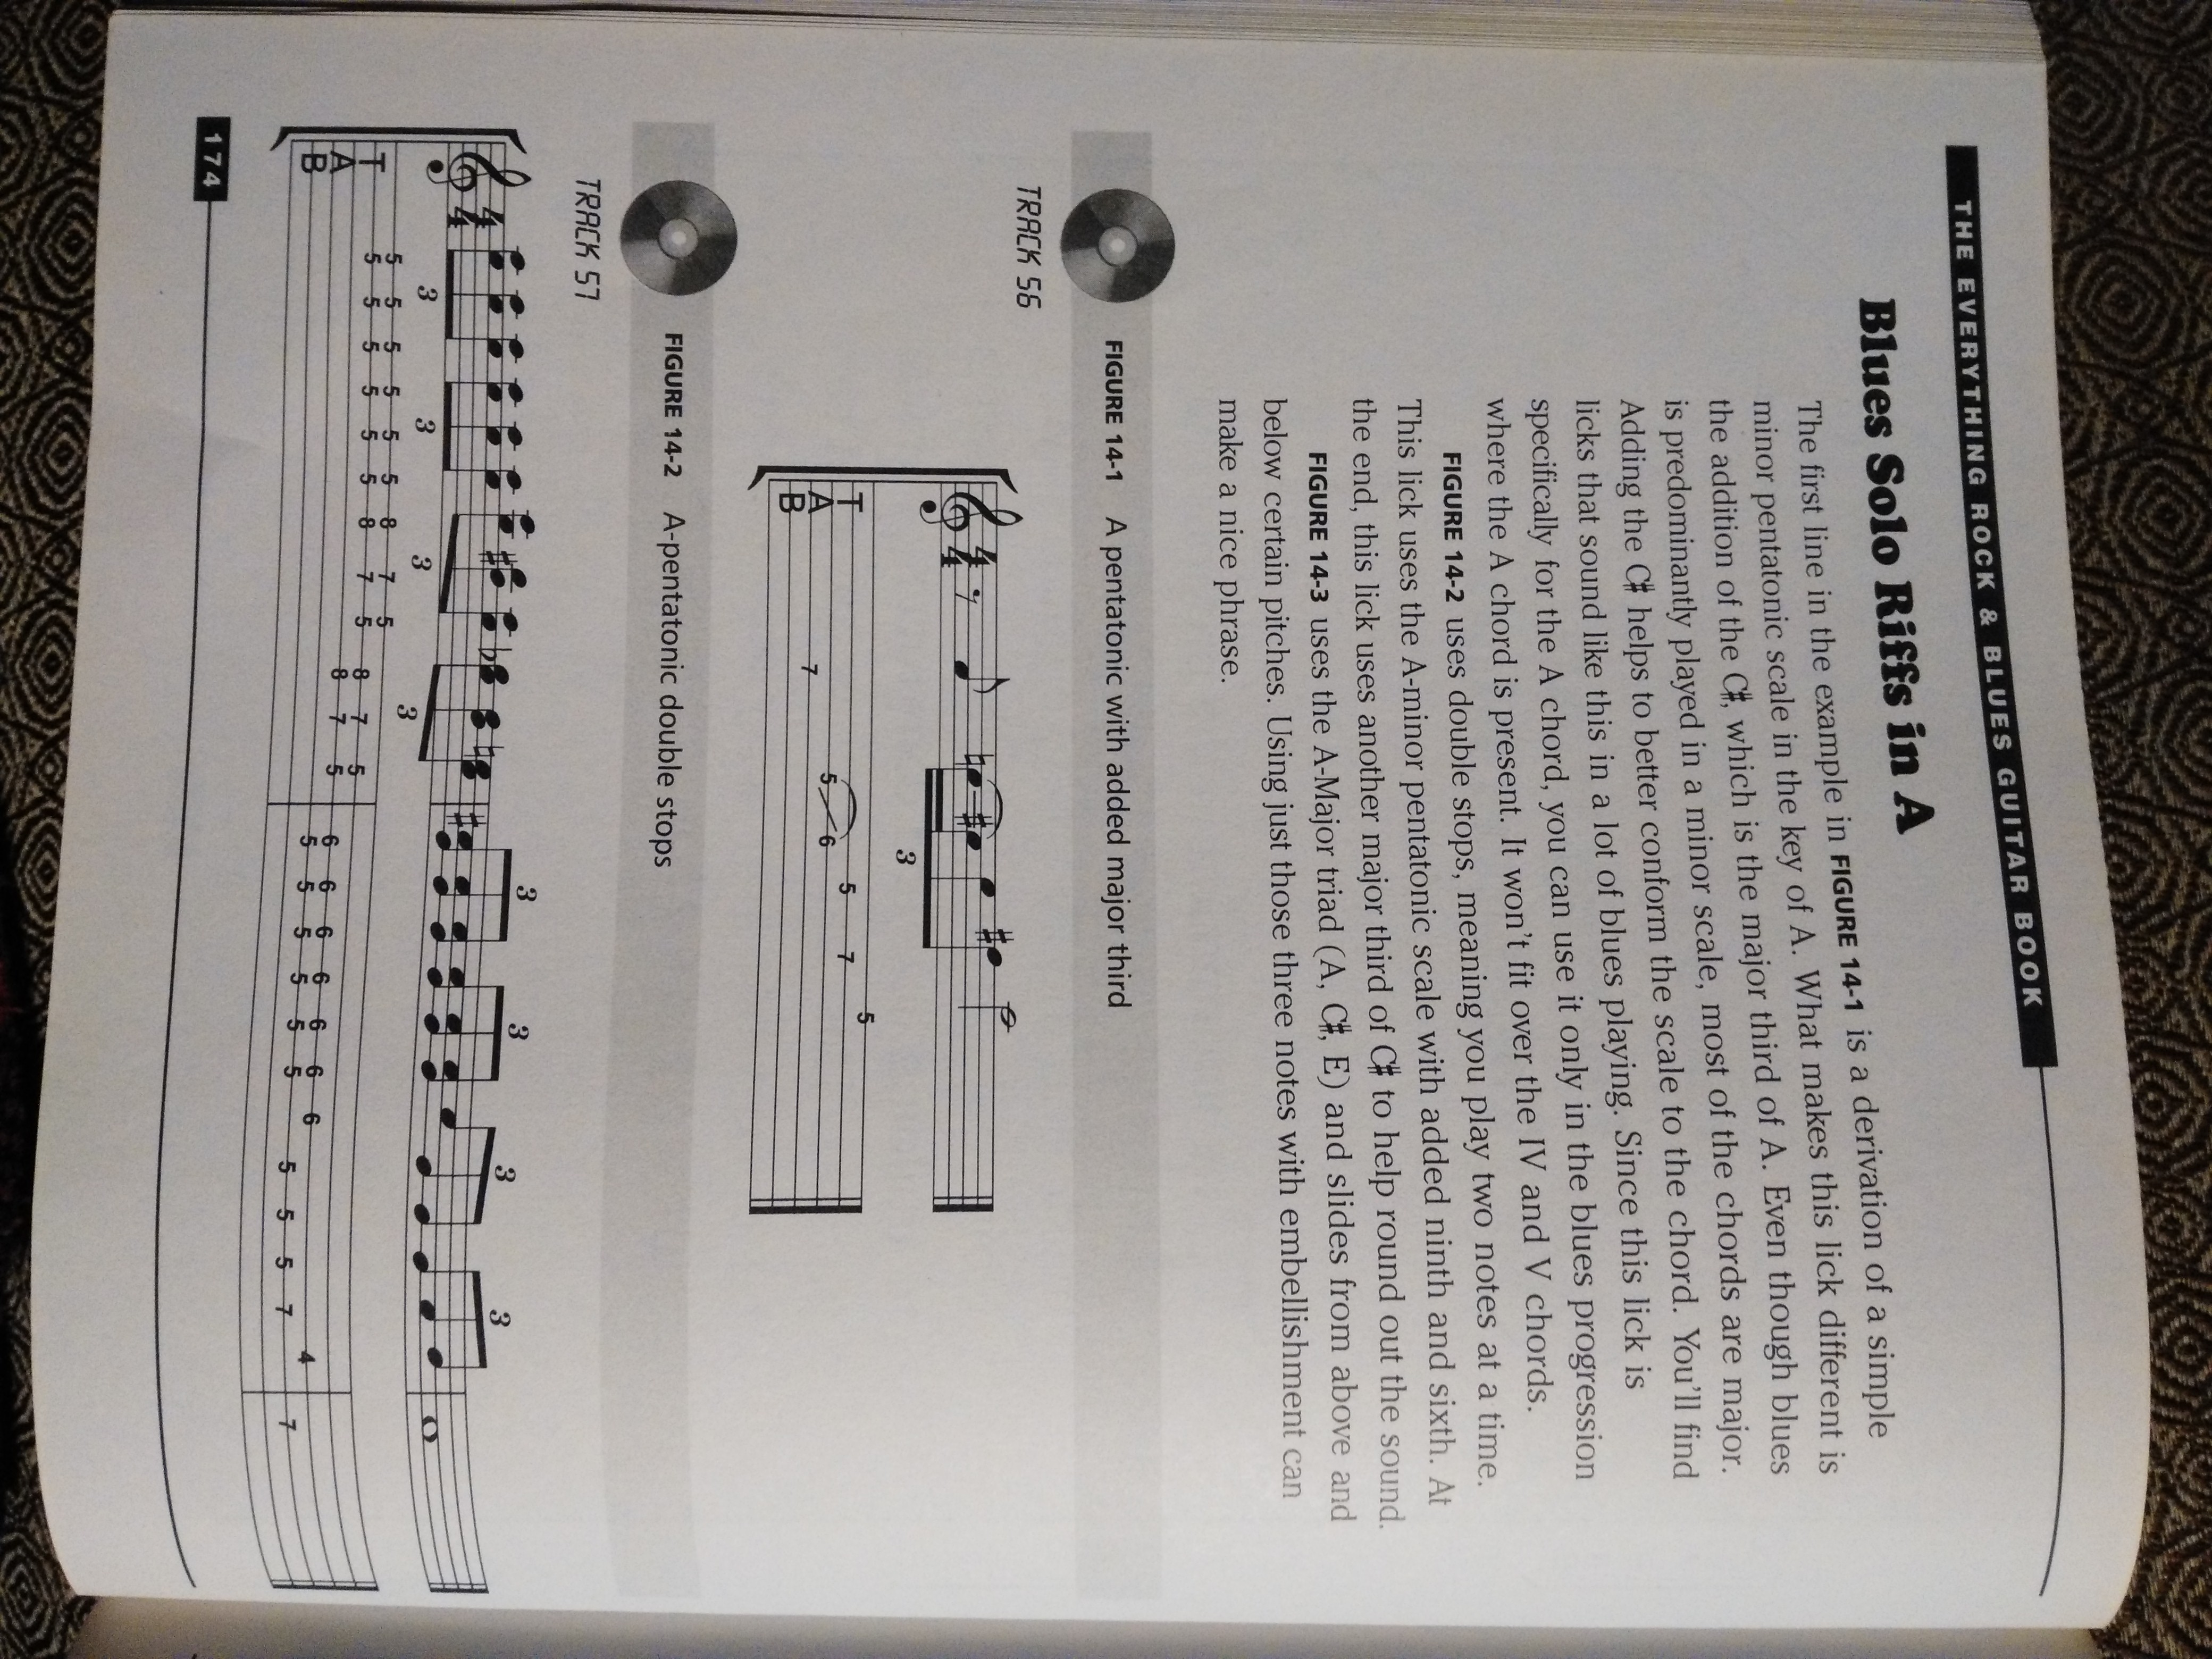 THE EVERYTHING ROCK & BLUES GUITAR BOOK
Blues Solo Riffs in A
The first line in the example in FIGURE 14-1 is a derivation of a simple
minor pentatonic scale in the key of A. What makes this lick different is
the addition of the C♯, which is the major third of A. Even though blues
is predominantly played in a minor scale, most of the chords are major.
Adding the C♯ helps to better conform the scale to the chord. You'll find
licks that sound like this in a lot of blues playing. Since this lick is
specifically for the A chord, you can use it only in the blues progression
where the A chord is present. It won't fit over the IV and V chords.
FIGURE 14-2 uses double stops, meaning you play two notes at a time.
This lick uses the A-minor pentatonic scale with added ninth and sixth. At
the end, this lick uses another major third of C♯ to help round out the sound.
FIGURE 14-3 uses the A-Major triad (A, C♯, E) and slides from above and
below certain pitches. Using just those three notes with embellishment can
make a nice phrase.
FIGURE 14-1 A pentatonic with added major third
TRACK 56
4
4
3
T
A
B
5
5 7
5 6
7
FIGURE 14-2 A-pentatonic double stops
TRACK 57
3 3 3 3
4
4
3 3 3 3
T
A
B
5 5 5 5 5 5 8 7 5
5 5 5 5 5 5 8 7 5 8 7 5
8 7 5
6 6 6 6 6 6 6 4
5 5 5 5 5 5 5 5 5 7 7
174